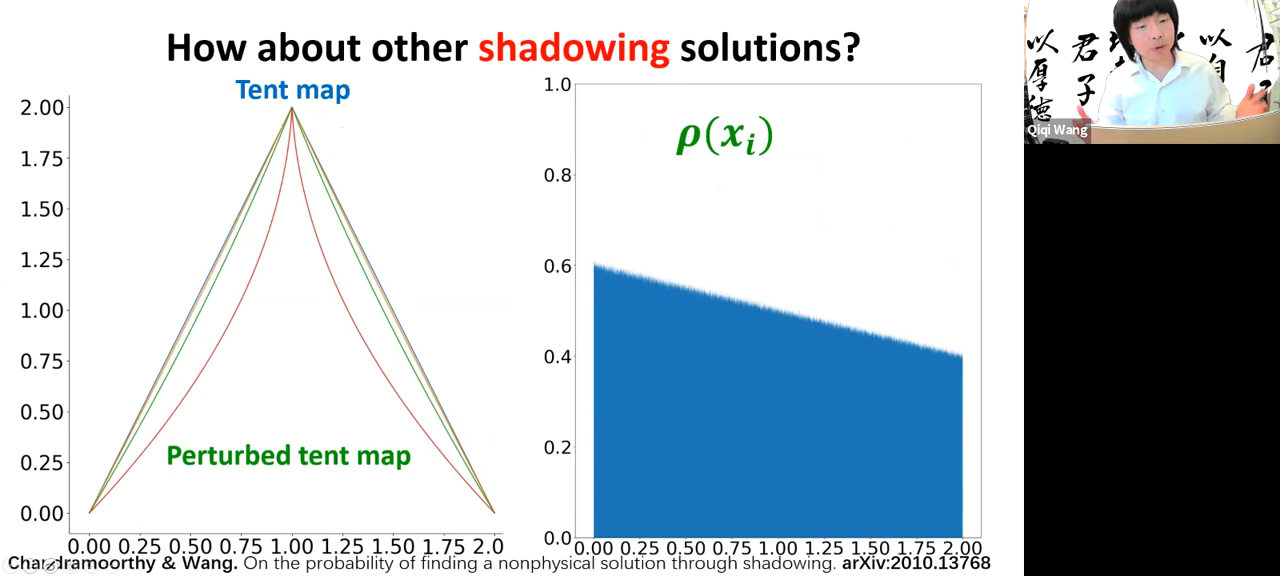 How about other shadowing solutions?
Tent map
2.00
1.75
1.50
1.25
1.00
0.75
0.50
0.25
0.00
Perturbed tent map
0.00 0.25 0.50 0.75 1.00 1.25 1.50 1.75 2.0
1.0
0.8
0.6
0.4
0.2
0.0
ρ(xᵢ)
0.00 0.25 0.50 0.75 1.00 1.25 1.50 1.75 2.00
Chandramoorthy & Wang. On the probability of finding a nonphysical solution through shadowing. arXiv:2010.13768
以厚德
君子
以自
君
Qiqi Wang